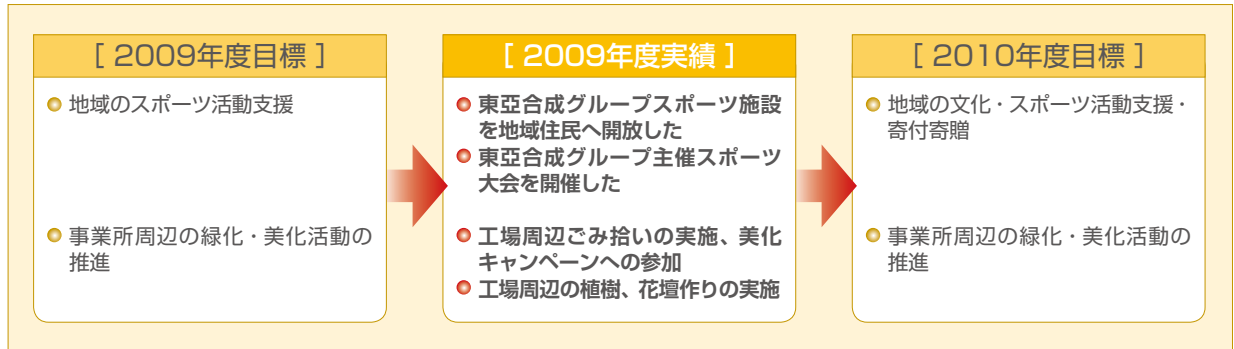 [ 2009年度目標 ]
地域のスポーツ活動支援
事業所周辺の緑化・美化活動の
推進
[ 2009年度実績 ]
東亞合成グループスポーツ施設
を地域住民へ開放した
東亞合成グループ主催スポーツ
大会を開催した
工場周辺ごみ拾いの実施、美化
キャンペーンへの参加
工場周辺の植樹、花壇作りの実施
[ 2010年度目標 ]
地域の文化・スポーツ活動支援・
寄付寄贈
事業所周辺の緑化・美化活動の
推進